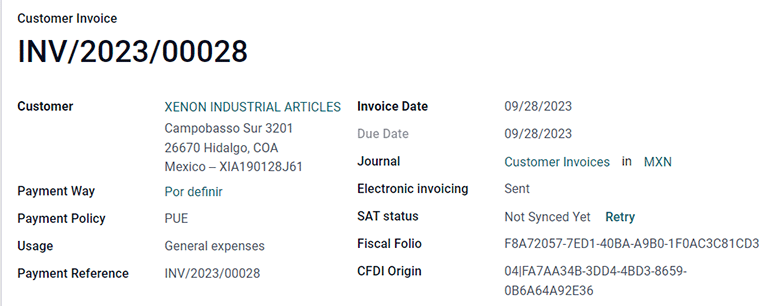 Customer Invoice
INV/2023/00028
Customer XENON INDUSTRIAL ARTICLES
Campobasso Sur 3201
26670 Hidalgo, COA
Mexico – XIA190128J61
Payment Way Por definir
Payment Policy PUE
Usage General expenses
Payment Reference INV/2023/00028
Invoice Date 09/28/2023
Due Date 09/28/2023
Journal Customer Invoices in MXN
Electronic invoicing Sent
SAT status Not Synced Yet Retry
Fiscal Folio F8A72057-7ED1-40BA-A9B0-1F0AC3C81CD3
CFDI Origin 04|FA7AA34B-3DD4-4BD3-8659-
0B6A64A92E36